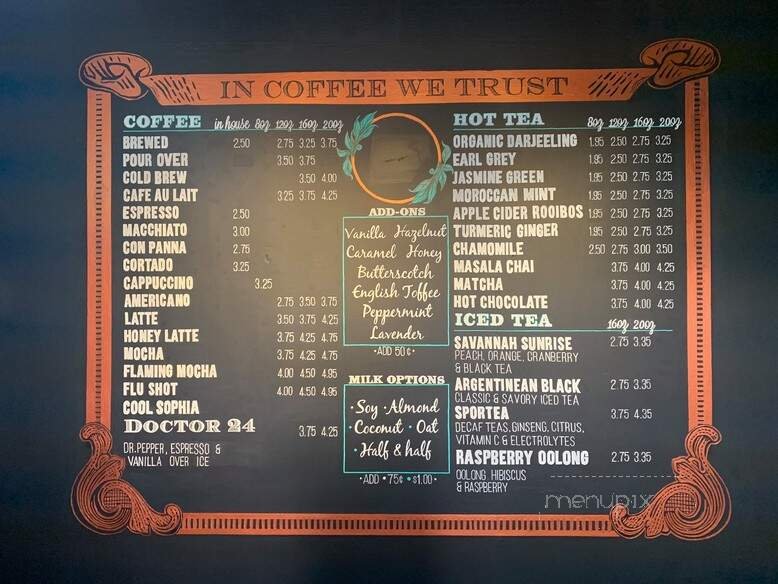 IN COFFEE WE TRUST
COFFEE in house 8oz 12oz 16oz 20oz
BREWED 2.50 2.75 3.25 3.75
POUR OVER 3.50 3.75
COLD BREW 3.50 4.00
CAFE AU LAIT 3.25 3.75 4.25
ESPRESSO 2.50
MACCHIATO 3.00
CON PANNA 2.75
CORTADO 3.25
CAPPUCCINO 3.25
AMERICANO 2.75 3.50 3.75
LATTE 3.50 3.75 4.25
HONEY LATTE 3.75 4.25 4.75
MOCHA 3.75 4.25 4.75
FLAMING MOCHA 4.00 4.50 4.95
FLU SHOT 4.00 4.50 4.95
COOL SOPHIA
DOCTOR 24 3.75 4.25
DR.PEPPER, ESPRESSO &
VANILLA OVER ICE
ADD-ONS
Vanilla Hazelnut
Caramel Honey
Butterscotch
English Toffee
Peppermint
Lavender
•ADD 50¢•
MILK OPTIONS
•Soy •Almond
•Coconut •Oat
•Half & half
•ADD •75¢ •$1.00•
HOT TEA 8oz 12oz 16oz 20oz
ORGANIC DARJEELING 1.95 2.50 2.75 3.25
EARL GREY 1.95 2.50 2.75 3.25
JASMINE GREEN 1.95 2.50 2.75 3.25
MOROCCAN MINT 1.95 2.50 2.75 3.25
APPLE CIDER ROOIBOS 1.95 2.50 2.75 3.25
TURMERIC GINGER 1.95 2.50 2.75 3.25
CHAMOMILE 2.50 2.75 3.00 3.50
MASALA CHAI 3.75 4.00 4.25
MATCHA 3.75 4.00 4.25
HOT CHOCOLATE 3.75 4.00 4.25
ICED TEA 16oz 20oz
SAVANNAH SUNRISE 2.75 3.35
PEACH, ORANGE, CRANBERRY
& BLACK TEA
ARGENTINEAN BLACK 2.75 3.35
CLASSIC & SAVORY ICED TEA
SPORTEA 3.75 4.35
DECAF TEAS, GINSENG, CITRUS,
VITAMIN C & ELECTROLYTES
RASPBERRY OOLONG 2.75 3.35
OOLONG HIBISCUS
& RASPBERRY
menupix